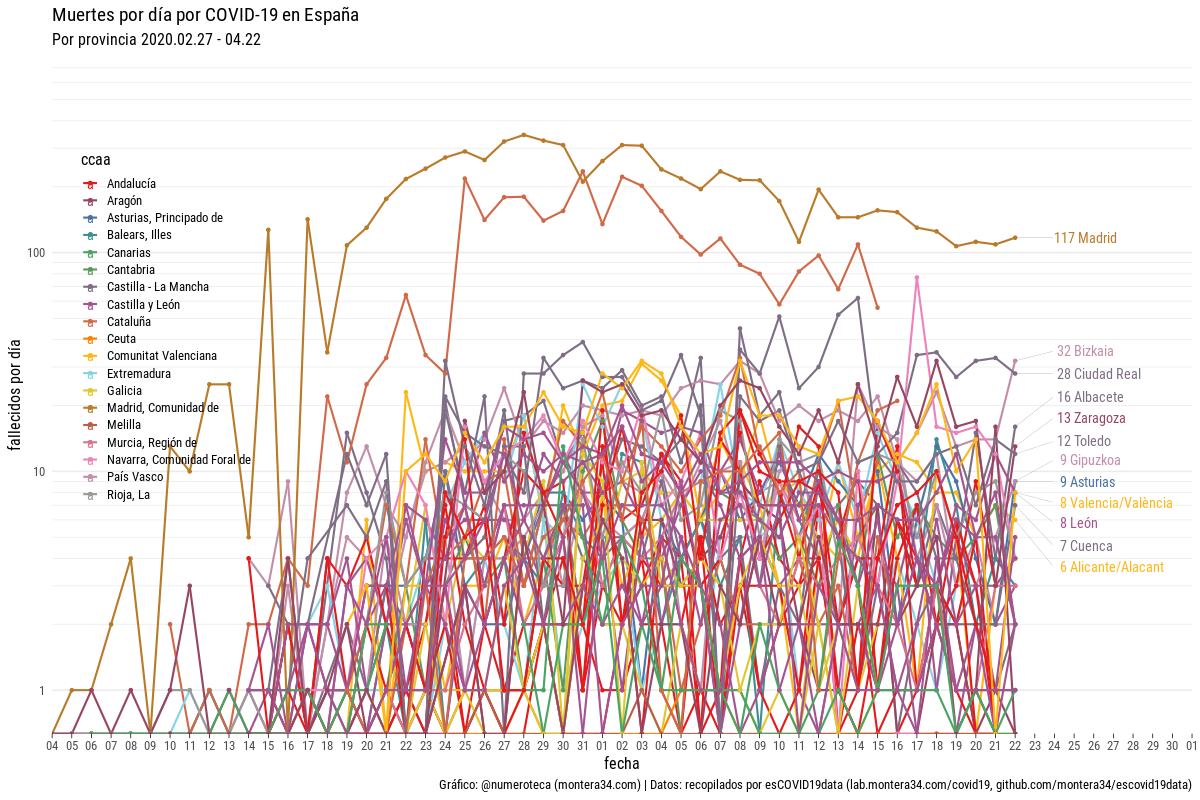 Muertes por día por COVID-19 en España
Por provincia 2020.02.27 - 04.22
fallecidos por día
100
10
1
ccaa
Andalucía
Aragón
Asturias, Principado de
Balears, Illes
Canarias
Cantabria
Castilla - La Mancha
Castilla y León
Cataluña
Ceuta
Comunitat Valenciana
Extremadura
Galicia
Madrid, Comunidad de
Melilla
Murcia, Región de
Navarra, Comunidad Foral de
País Vasco
Rioja, La
117 Madrid
32 Bizkaia
28 Ciudad Real
16 Albacete
13 Zaragoza
12 Toledo
9 Gipuzkoa
9 Asturias
8 Valencia/València
8 León
7 Cuenca
6 Alicante/Alacant
04 05 06 07 08 09 10 11 12 13 14 15 16 17 18 19 20 21 22 23 24 25 26 27 28 29 30 31 01 02 03 04 05 06 07 08 09 10 11 12 13 14 15 16 17 18 19 20 21 22 23 24 25 26 27 28 29 30 01
fecha
Gráfico: @numeroteca (montera34.com) | Datos: recopilados por esCOVID19data (lab.montera34.com/covid19, github.com/montera34/escovid19data)